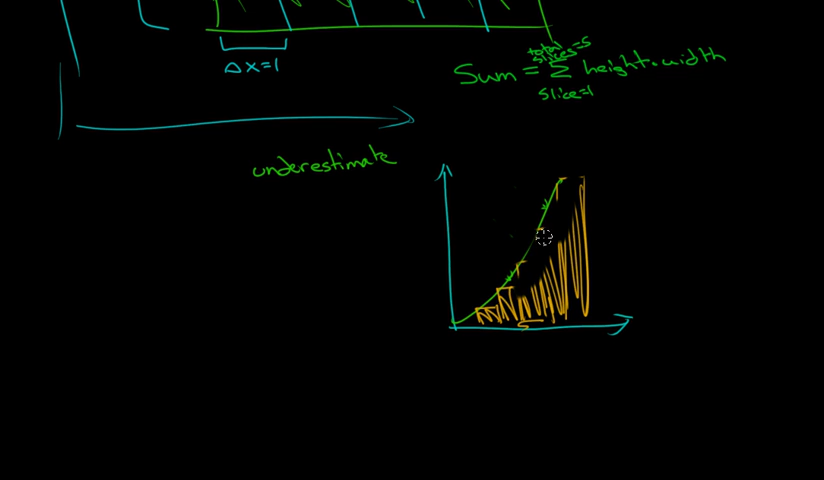 Δx=1
total
slices=5
Sum = Σ height·width
slice=1
underestimate